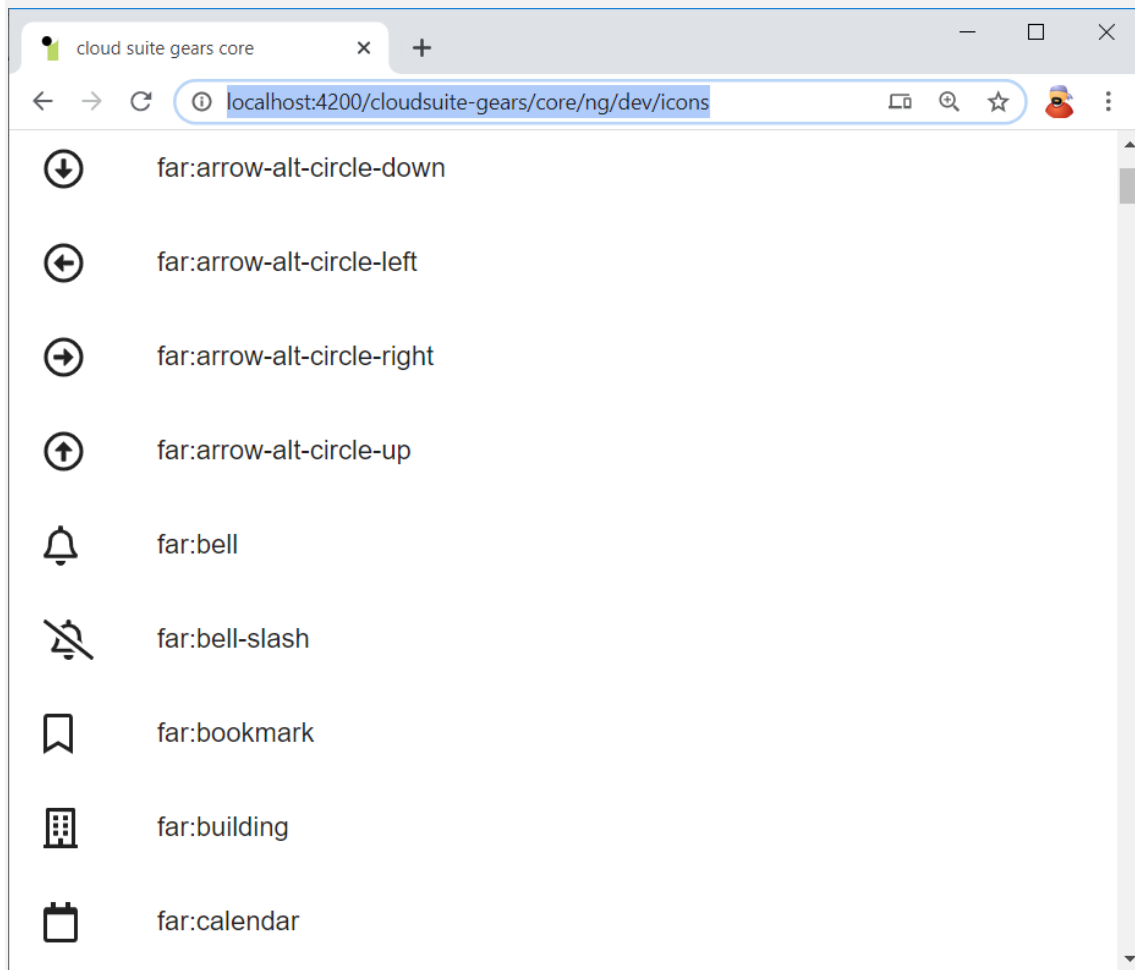 cloud suite gears core
localhost:4200/cloudsuite-gears/core/ng/dev/icons
far:arrow-alt-circle-down
far:arrow-alt-circle-left
far:arrow-alt-circle-right
far:arrow-alt-circle-up
far:bell
far:bell-slash
far:bookmark
far:building
far:calendar